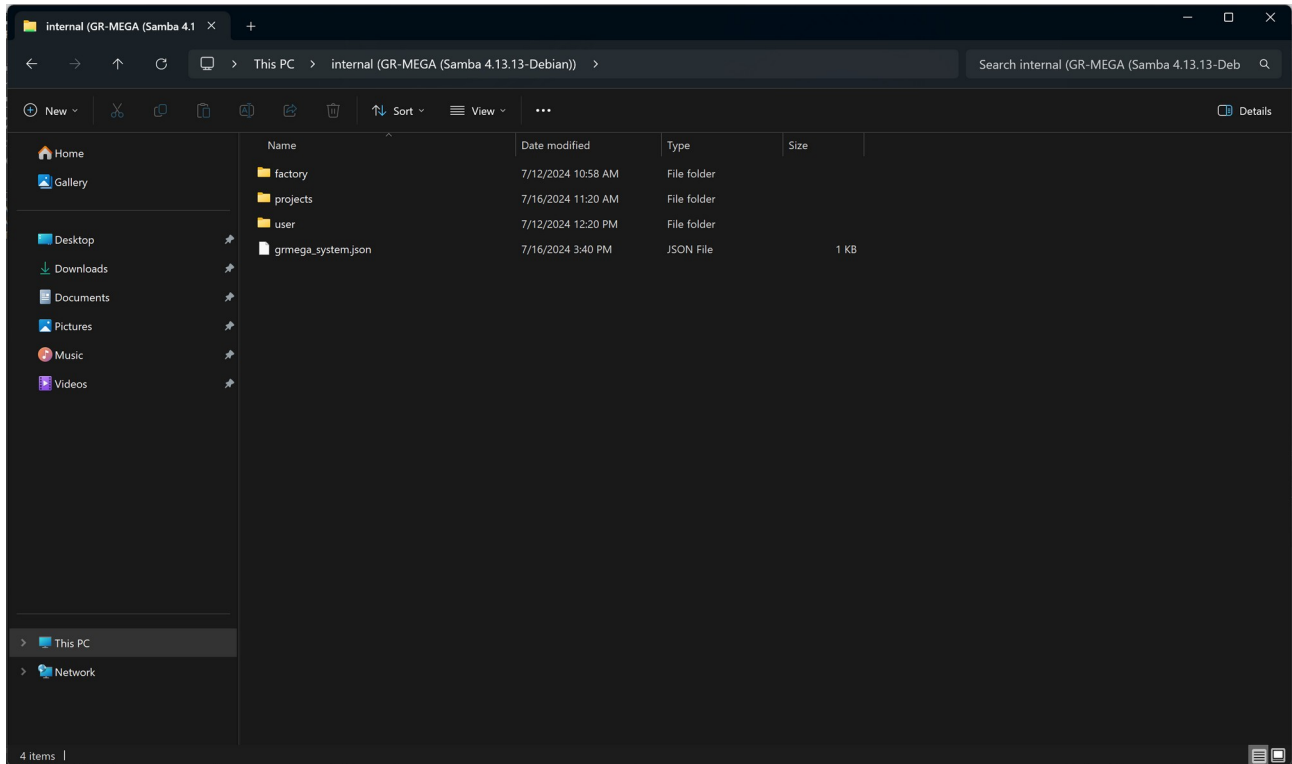 internal (GR-MEGA (Samba 4.1
This PC > internal (GR-MEGA (Samba 4.13.13-Debian)) >
Search internal (GR-MEGA (Samba 4.13.13-Deb
New
Sort
View
Details
Home
Gallery
Desktop
Downloads
Documents
Pictures
Music
Videos
This PC
Network
Name Date modified Type Size
factory 7/12/2024 10:58 AM File folder
projects 7/16/2024 11:20 AM File folder
user 7/12/2024 12:20 PM File folder
grmega_system.json 7/16/2024 3:40 PM JSON File 1 KB
4 items